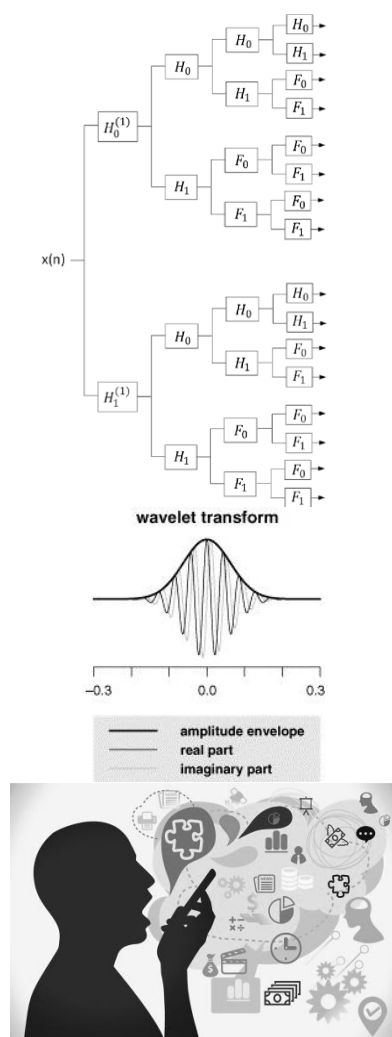 H₀
H₀
H₁
H₀
F₀
H₁
F₁
H₀⁽¹⁾
F₀
F₀
F₁
H₁
F₀
F₁
F₁
x(n)
H₀
H₀
H₁
H₀
F₀
H₁
F₁
H₁⁽¹⁾
F₀
F₀
F₁
H₁
F₀
F₁
F₁
wavelet transform
–0.3 0.0 0.3
amplitude envelope
real part
imaginary part